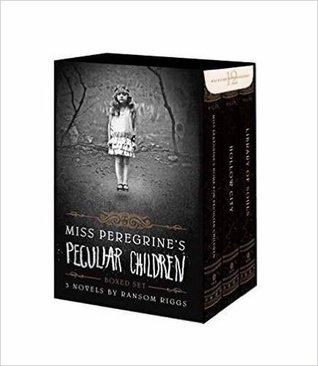 MISS PEREGRINE'S
PECULIAR CHILDREN
BOXED SET
3 NOVELS BY RANSOM RIGGS
12
MISS PEREGRINE'S HOME FOR PECULIAR CHILDREN
HOLLOW CITY
LIBRARY OF SOULS